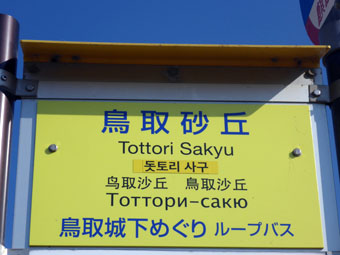 鳥取砂丘
Tottori Sakyu
돗토리 사구
鸟取沙丘　鳥取沙丘
Тоттори-сакю
鳥取城下めぐり ループバス